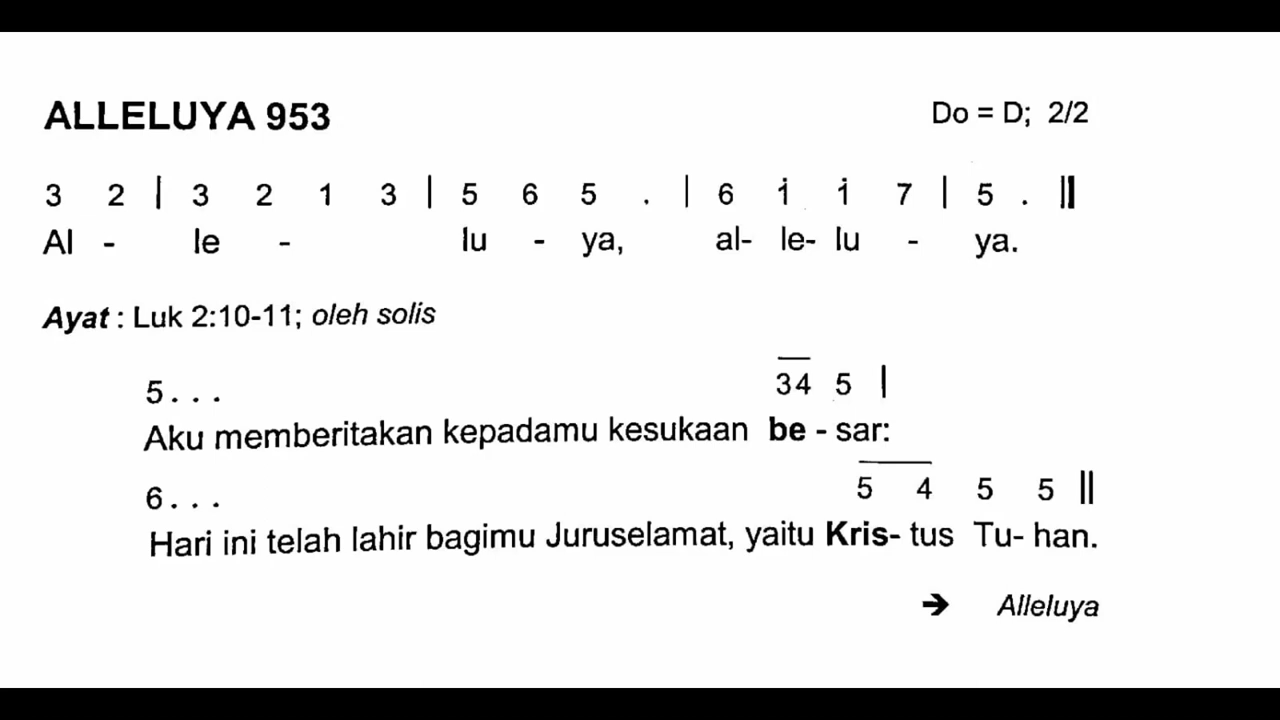 ALLELUYA 953 Do = D; 2/2
3 2 | 3 2 1 3 | 5 6 5 . | 6 i i 7 | 5 . ||
Al - le - lu - ya, al- le- lu - ya.
Ayat : Luk 2:10-11; oleh solis
5 . . . 34 5 |
Aku memberitakan kepadamu kesukaan be - sar:
6 . . . 5 4 5 5 ||
Hari ini telah lahir bagimu Juruselamat, yaitu Kris- tus Tu- han.
➔ Alleluya